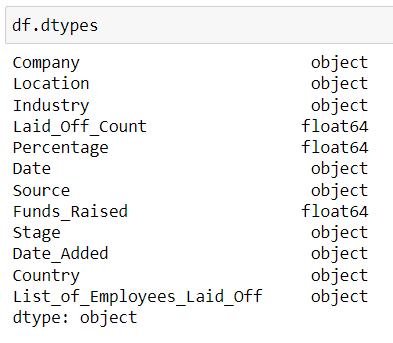 df.dtypes
Company object
Location object
Industry object
Laid_Off_Count float64
Percentage float64
Date object
Source object
Funds_Raised float64
Stage object
Date_Added object
Country object
List_of_Employees_Laid_Off object
dtype: object